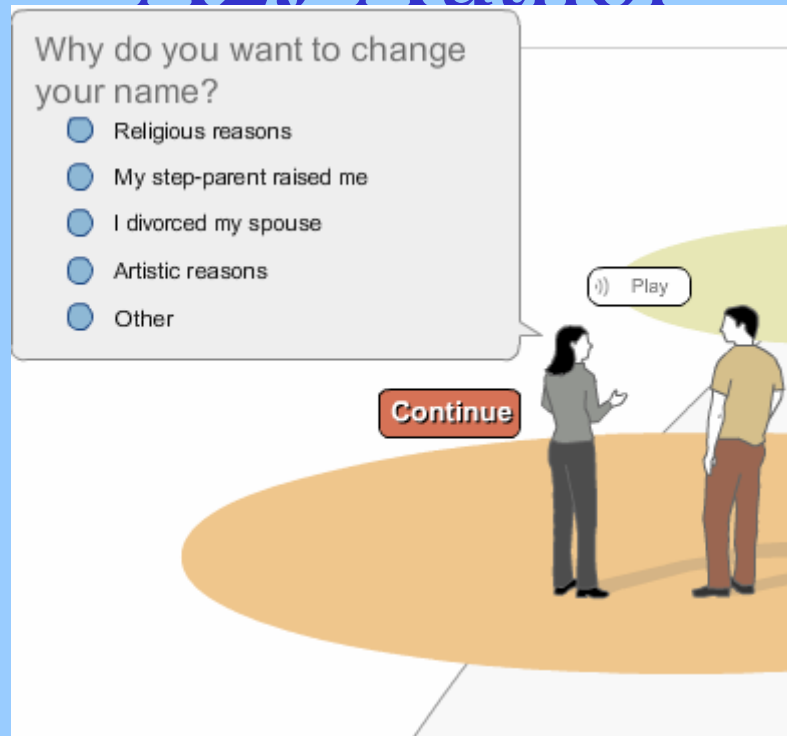 Why do you want to change
your name?
Religious reasons
My step-parent raised me
I divorced my spouse
Artistic reasons
Other
Play
Continue